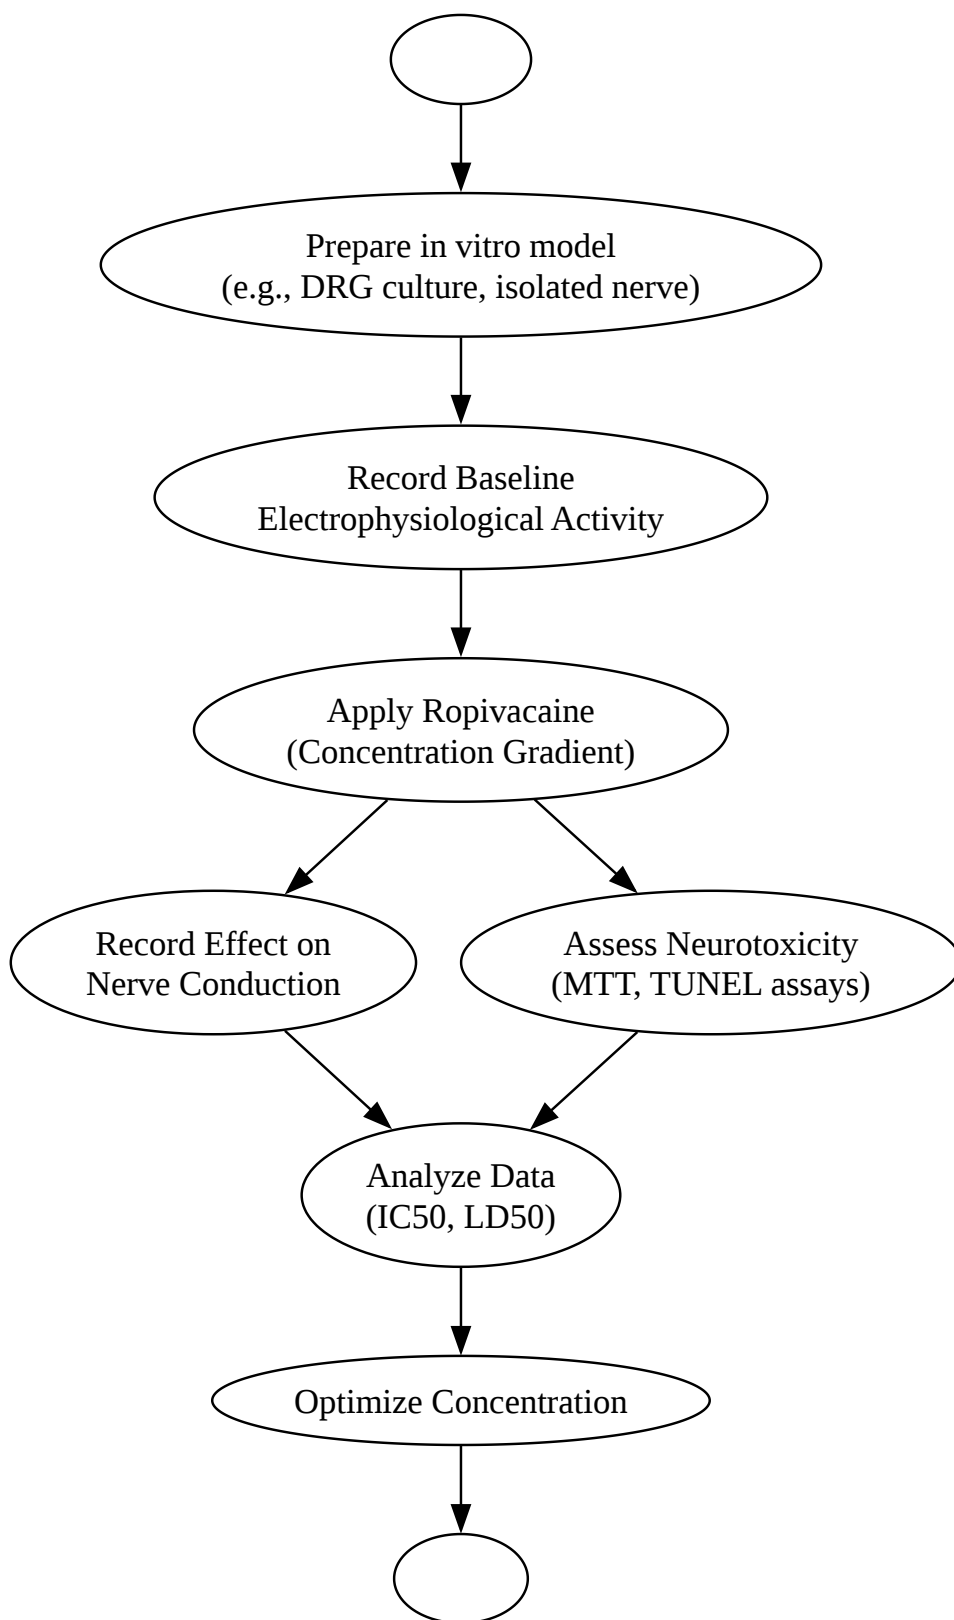 Prepare in vitro model
(e.g., DRG culture, isolated nerve)
Record Baseline
Electrophysiological Activity
Apply Ropivacaine
(Concentration Gradient)
Record Effect on
Nerve Conduction
Assess Neurotoxicity
(MTT, TUNEL assays)
Analyze Data
(IC50, LD50)
Optimize Concentration